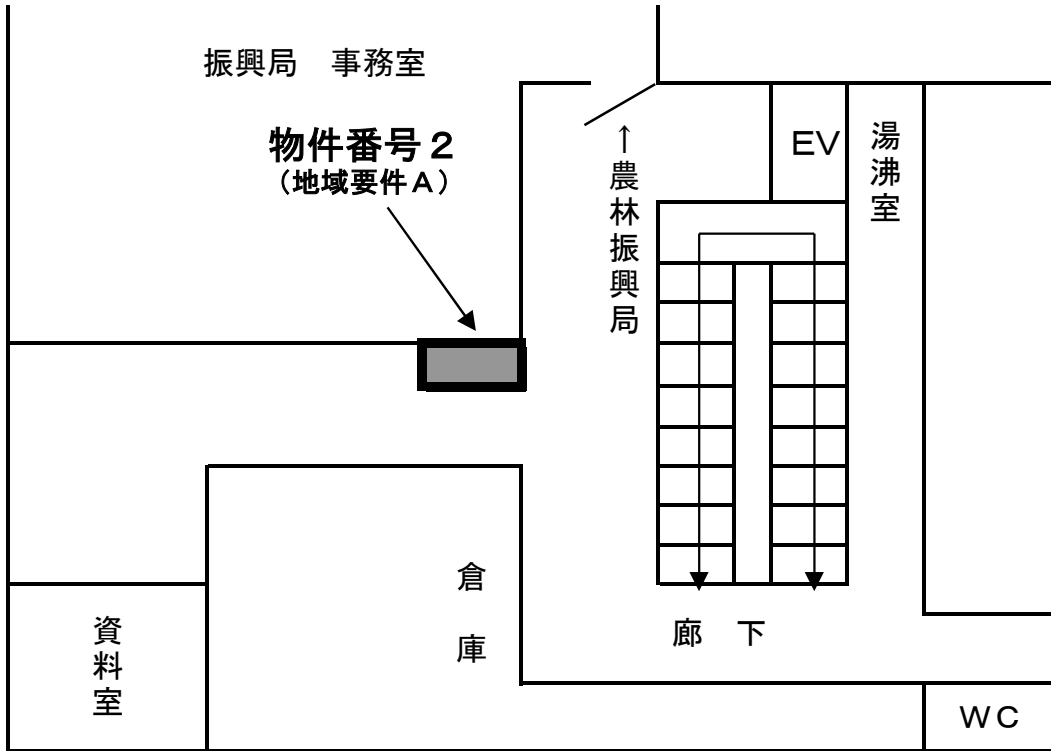 振興局　事務室
物件番号２
（地域要件Ａ）
↑農林振興局
ＥＶ
湯沸室
倉庫
廊　下
資料室
ＷＣ